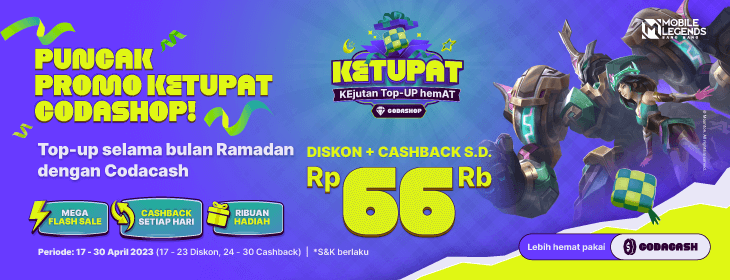 PUNCAK
PROMO KETUPAT
CODASHOP!
Top-up selama bulan Ramadan
dengan Codacash
MEGA
FLASH SALE
CASHBACK
SETIAP HARI
RIBUAN
HADIAH
Periode: 17 - 30 April 2023 (17 - 23 Diskon, 24 - 30 Cashback) | *S&K berlaku
KETUPAT
KEjutan Top-UP hemAT
CODASHOP
DISKON + CASHBACK S.D.
Rp 66 Rb
MOBILE
LEGENDS
BANG BANG
Lebih hemat pakai CODACASH